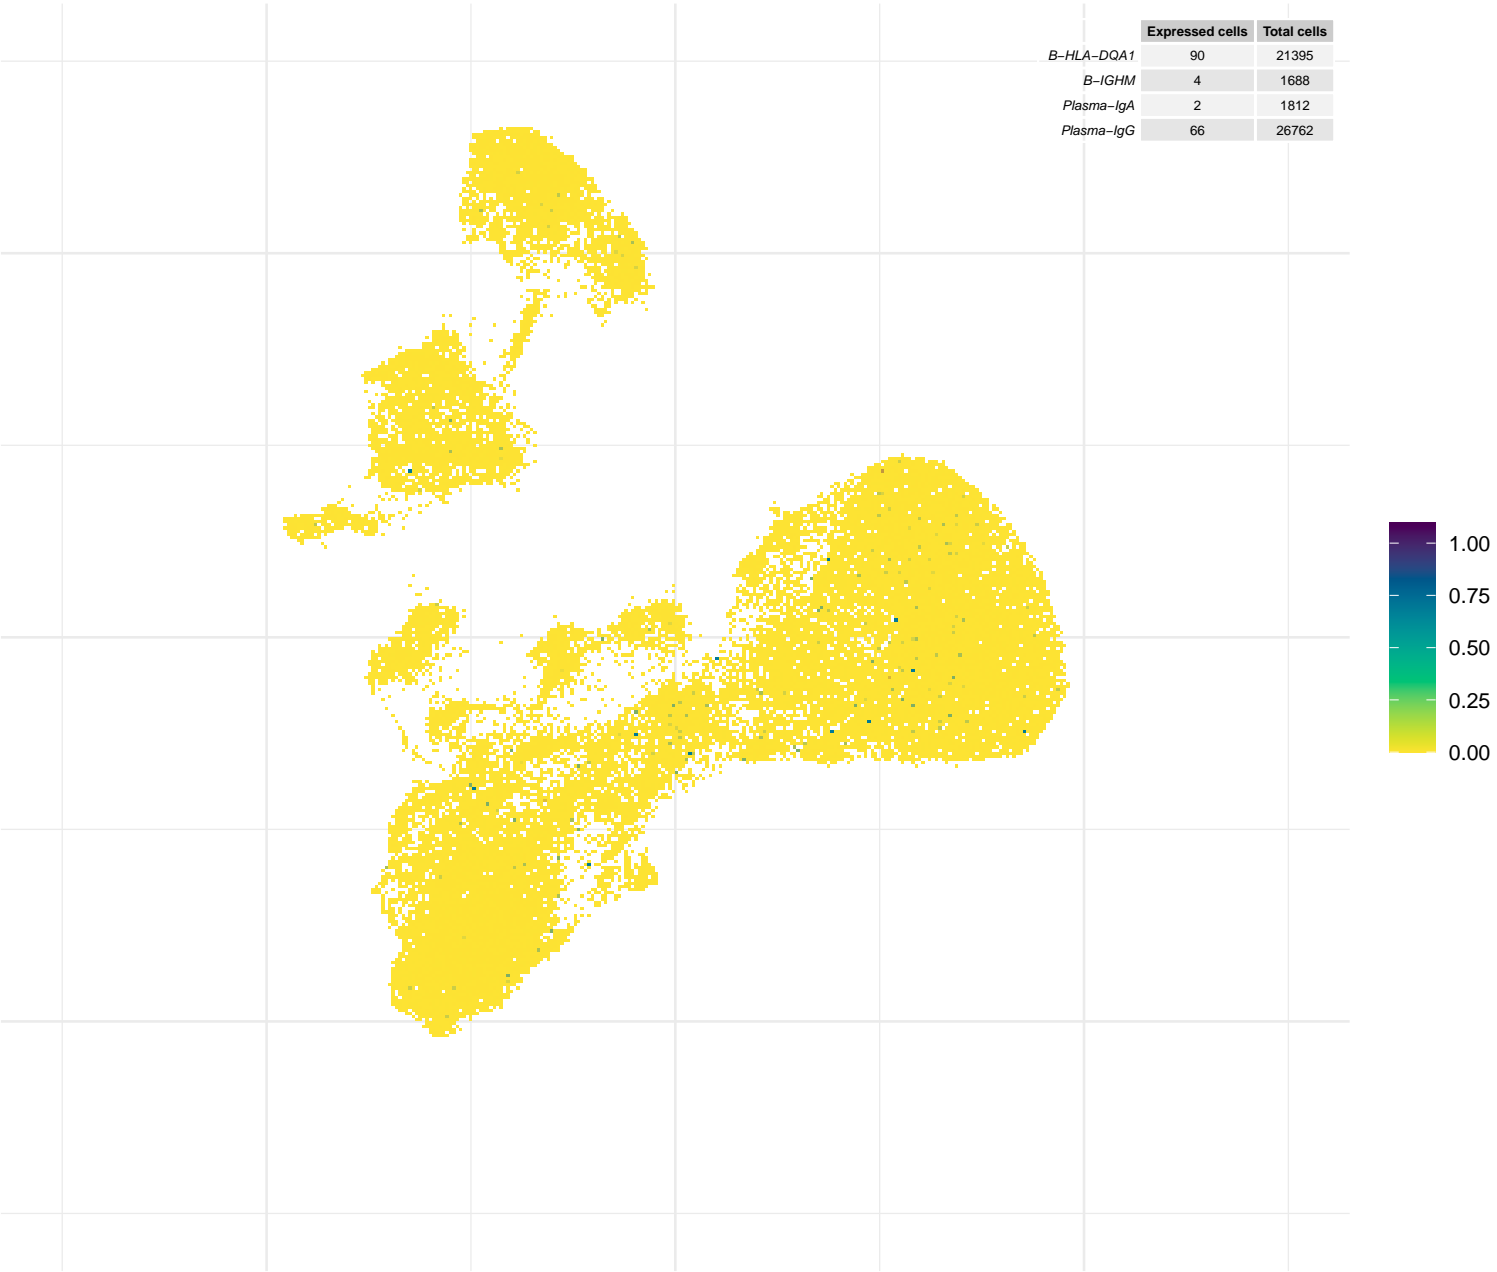 Expressed cells Total cells
B−HLA−DQA1 90 21395
B−IGHM 4 1688
Plasma−IgA 2 1812
Plasma−IgG 66 26762
1.00
0.75
0.50
0.25
0.00